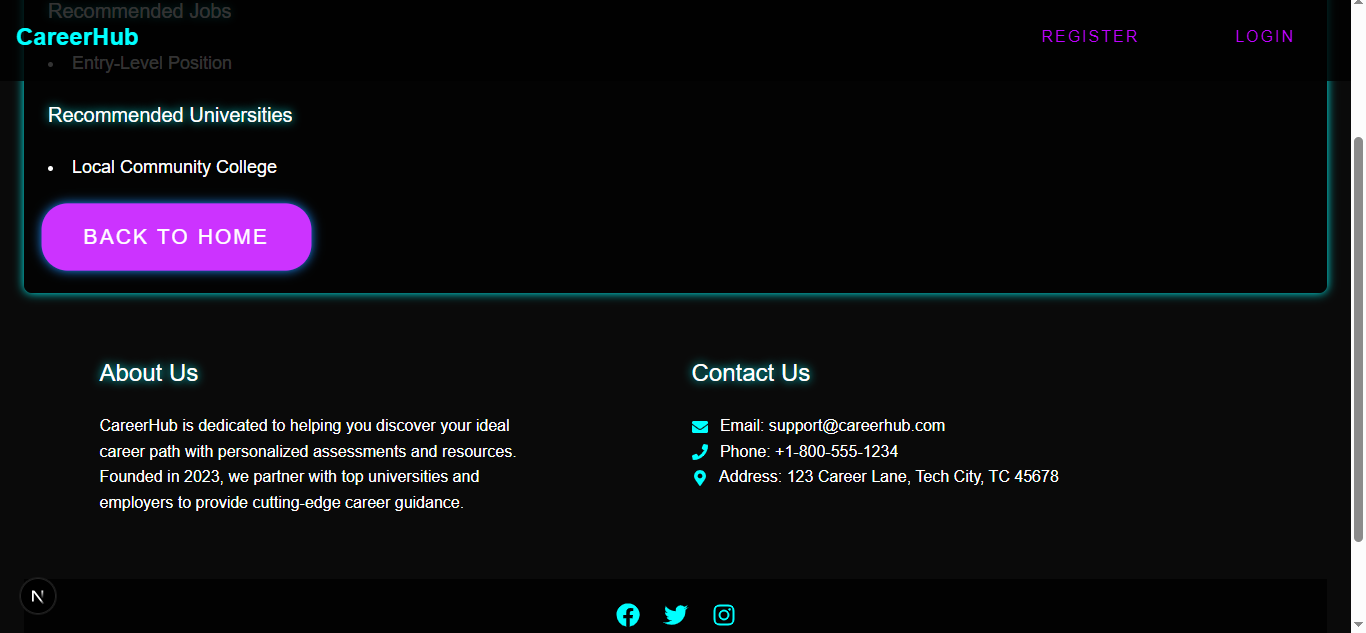 Recommended Jobs
CareerHub
REGISTER
LOGIN
• Entry-Level Position
Recommended Universities
• Local Community College
BACK TO HOME
About Us
CareerHub is dedicated to helping you discover your ideal
career path with personalized assessments and resources.
Founded in 2023, we partner with top universities and
employers to provide cutting-edge career guidance.
Contact Us
Email: support@careerhub.com
Phone: +1-800-555-1234
Address: 123 Career Lane, Tech City, TC 45678
N